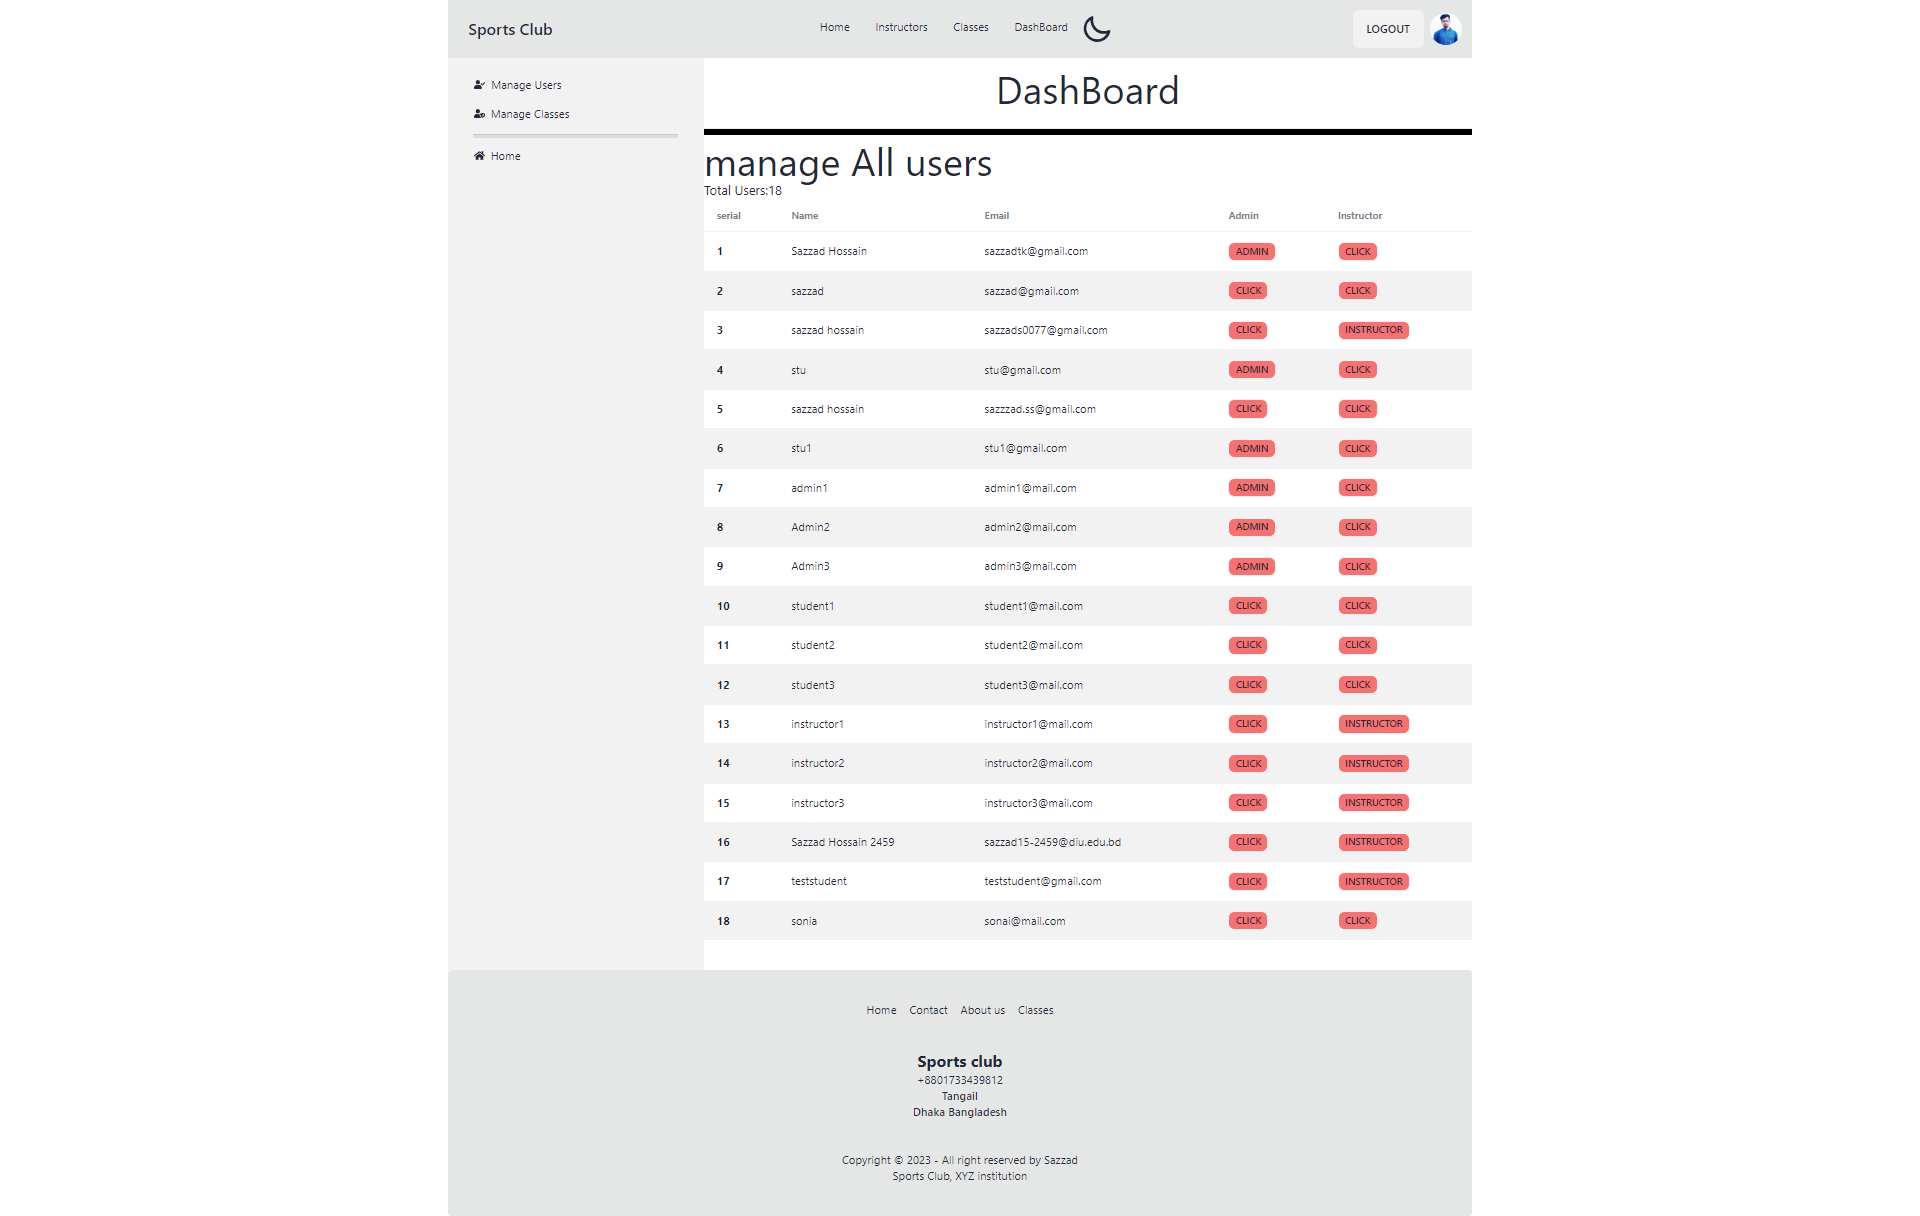 Sports Club Home Instructors Classes DashBoard LOGOUT
Manage Users
Manage Classes
Home
DashBoard
manage All users
Total Users:18
serial Name Email Admin Instructor
1 Sazzad Hossain sazzadtk@gmail.com ADMIN CLICK
2 sazzad sazzad@gmail.com CLICK CLICK
3 sazzad hossain sazzads0077@gmail.com CLICK INSTRUCTOR
4 stu stu@gmail.com ADMIN CLICK
5 sazzad hossain sazzzad.ss@gmail.com CLICK CLICK
6 stu1 stu1@gmail.com ADMIN CLICK
7 admin1 admin1@mail.com ADMIN CLICK
8 Admin2 admin2@mail.com ADMIN CLICK
9 Admin3 admin3@mail.com ADMIN CLICK
10 student1 student1@mail.com CLICK CLICK
11 student2 student2@mail.com CLICK CLICK
12 student3 student3@mail.com CLICK CLICK
13 instructor1 instructor1@mail.com CLICK INSTRUCTOR
14 instructor2 instructor2@mail.com CLICK INSTRUCTOR
15 instructor3 instructor3@mail.com CLICK INSTRUCTOR
16 Sazzad Hossain 2459 sazzad15-2459@diu.edu.bd CLICK INSTRUCTOR
17 teststudent teststudent@gmail.com CLICK INSTRUCTOR
18 sonia sonai@mail.com CLICK CLICK
Home Contact About us Classes
Sports club
+8801733439812
Tangail
Dhaka Bangladesh
Copyright © 2023 - All right reserved by Sazzad
Sports Club, XYZ institution